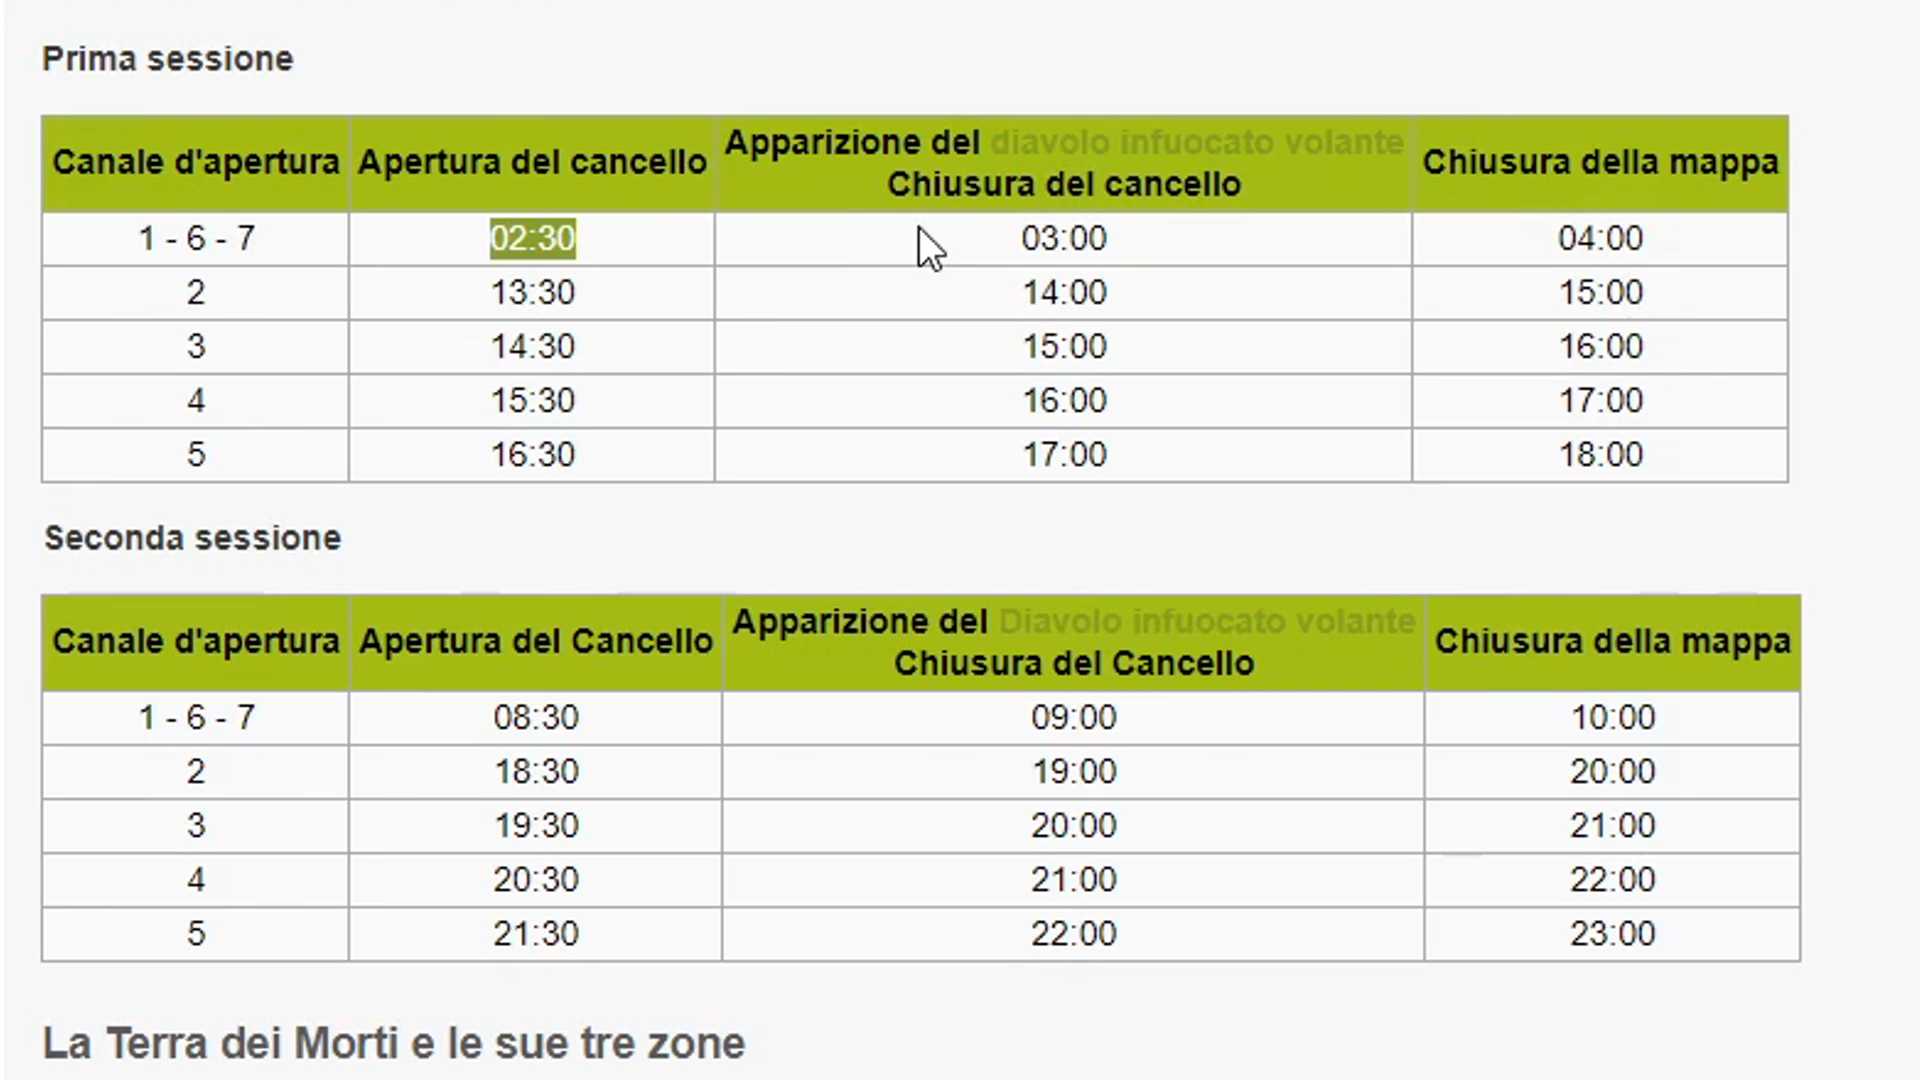 Prima sessione
Canale d'apertura Apertura del cancello Apparizione del diavolo infuocato volante Chiusura della mappa
Chiusura del cancello
1 - 6 - 7 02:30 03:00 04:00
2 13:30 14:00 15:00
3 14:30 15:00 16:00
4 15:30 16:00 17:00
5 16:30 17:00 18:00
Seconda sessione
Canale d'apertura Apertura del Cancello Apparizione del Diavolo infuocato volante Chiusura della mappa
Chiusura del Cancello
1 - 6 - 7 08:30 09:00 10:00
2 18:30 19:00 20:00
3 19:30 20:00 21:00
4 20:30 21:00 22:00
5 21:30 22:00 23:00
La Terra dei Morti e le sue tre zone